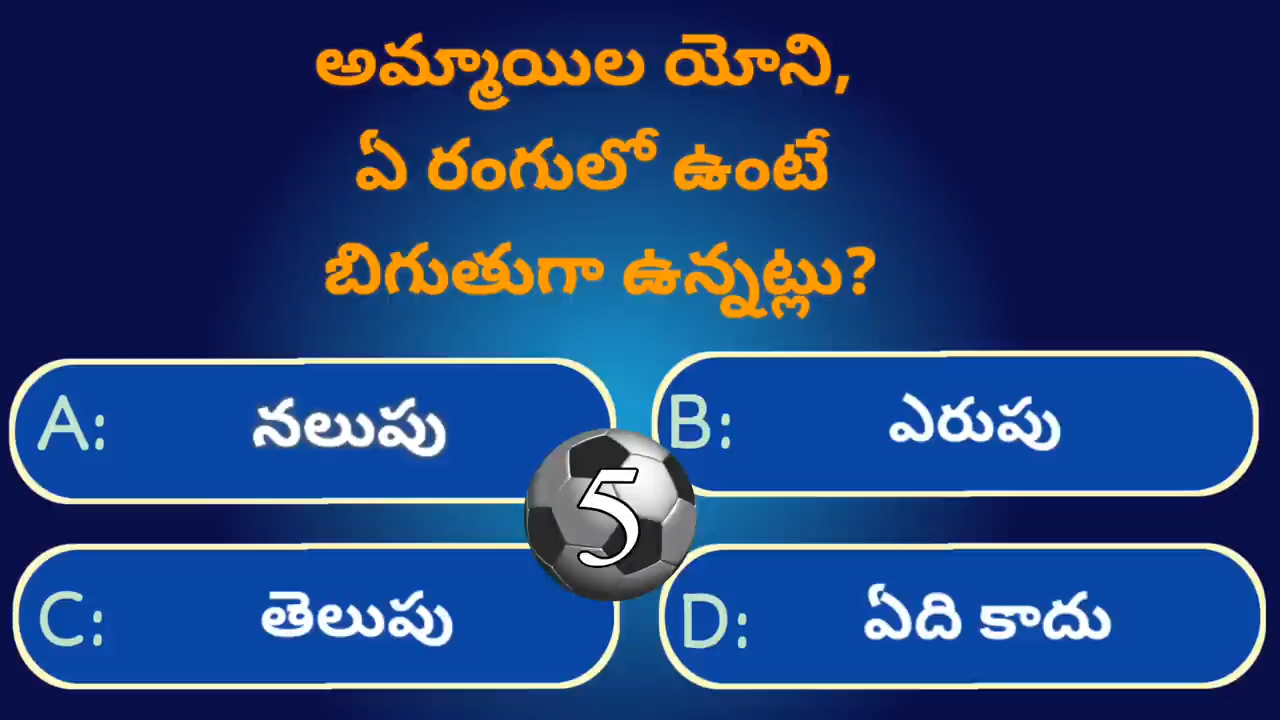 అమ్మాయిల యోని,
ఏ రంగులో ఉంటే
బిగుతుగా ఉన్నట్లు?
A: నలుపు
B: ఎరుపు
5
C: తెలుపు
D: ఏది కాదు